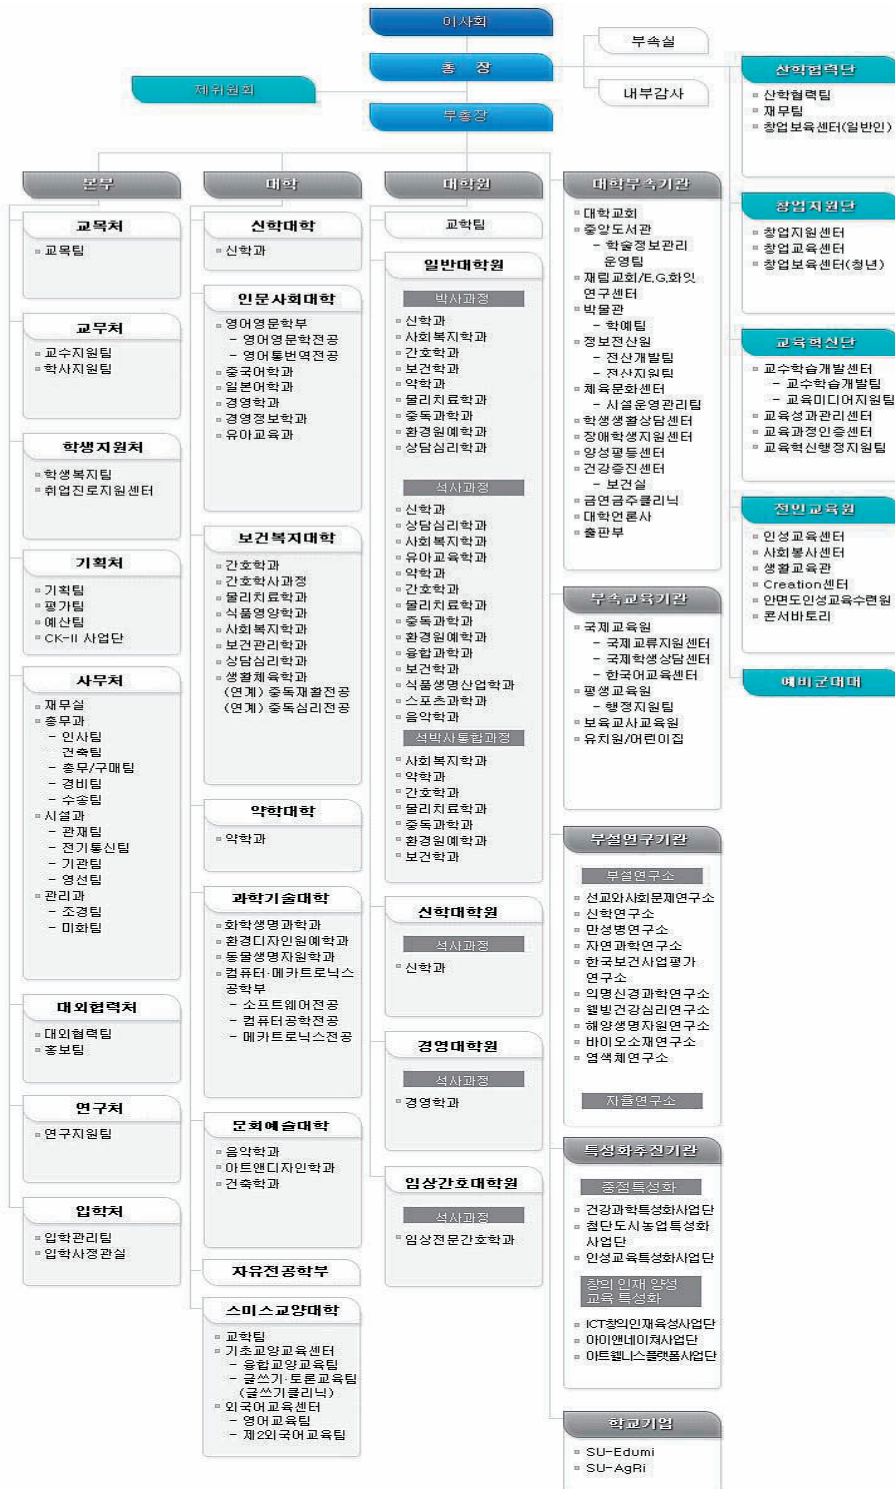 이사회
총 장
부총장
제위원회
부속실
내부감사
본부
교목처
교목팀
교무처
교수지원팀
학사지원팀
학생지원처
학생복지팀
취업진로지원센터
기획처
기획팀
평가팀
예산팀
CK-II 사업단
사무처
재무실
총무과
- 인사팀
- 건축팀
- 총무/구매팀
- 경비팀
- 수송팀
시설과
- 관재팀
- 전기통신팀
- 기관팀
- 영선팀
관리과
- 조경팀
- 미화팀
대외협력처
대외협력팀
홍보팀
연구처
연구지원팀
입학처
입학관리팀
입학사정관실
대학
신학대학
신학과
인문사회대학
영어영문학부
- 영어영문학전공
- 영어통번역전공
중국어학과
일본어학과
경영학과
경영정보학과
유아교육과
보건복지대학
간호학과
간호학사과정
물리치료학과
식품영양학과
사회복지학과
보건관리학과
상담심리학과
생활체육학과
(연계) 중독재활전공
(연계) 중독심리전공
약학대학
약학과
과학기술대학
화학생명과학과
환경디자인원예학과
동물생명자원학과
컴퓨터·메카트로닉스
공학부
- 소프트웨어전공
- 컴퓨터공학전공
- 메카트로닉스전공
문화예술대학
음악학과
아트앤디자인학과
건축학과
자유전공학부
스미스교양대학
교학팀
기초교양교육센터
- 융합교양교육팀
- 글쓰기·토론교육팀
(글쓰기클리닉)
외국어교육센터
- 영어교육팀
- 제2외국어교육팀
대학원
교학팀
일반대학원
박사과정
신학과
사회복지학과
간호학과
보건학과
약학과
물리치료학과
중독과학과
환경원예학과
상담심리학과
석사과정
신학과
상담심리학과
사회복지학과
유아교육학과
약학과
간호학과
물리치료학과
중독과학과
환경원예학과
융합과학과
보건학과
식품생명산업학과
스포츠과학과
음악학과
석박사통합과정
사회복지학과
약학과
간호학과
물리치료학과
중독과학과
환경원예학과
보건학과
신학대학원
석사과정
신학과
경영대학원
석사과정
경영학과
임상간호대학원
석사과정
임상전문간호학과
대학부속기관
대학교회
중앙도서관
- 학술정보관리
운영팀
재림교회/E.G.화잇
연구센터
박물관
- 학예팀
정보전산원
- 전산개발팀
- 전산지원팀
체육문화센터
- 시설운영관리팀
학생생활상담센터
장애학생지원센터
양성평등센터
건강증진센터
- 보건실
금연금주클리닉
대학언론사
출판부
부속교육기관
국제교육원
- 국제교류지원센터
- 국제학생상담센터
- 한국어교육센터
평생교육원
- 행정지원팀
보육교사교육원
유치원/어린이집
부설연구기관
부설연구소
선교와사회문제연구소
신학연구소
만성병연구소
자연과학연구소
한국보건사업평가
연구소
익명신경과학연구소
웰빙건강심리연구소
해양생명자원연구소
바이오소재연구소
염색체연구소
자율연구소
특성화추진기관
중점특성화
건강과학특성화사업단
첨단도시농업특성화
사업단
인성교육특성화사업단
창의 인재 양성
교육 특성화
ICT창의인재육성사업단
아이앤네이쳐사업단
아트웰니스플랫폼사업단
학교기업
SU-Edumi
SU-AgRi
산학협력단
산학협력팀
재무팀
창업보육센터(일반인)
창업지원단
창업지원센터
창업교육센터
창업보육센터(청년)
교육혁신단
교수학습개발센터
- 교수학습개발팀
- 교육미디어지원팀
교육성과관리센터
교육과정인증센터
교육혁신행정지원팀
전인교육원
인성교육센터
사회봉사센터
생활교육관
Creation센터
안면도인성교육수련원
콘서바토리
예비군대대